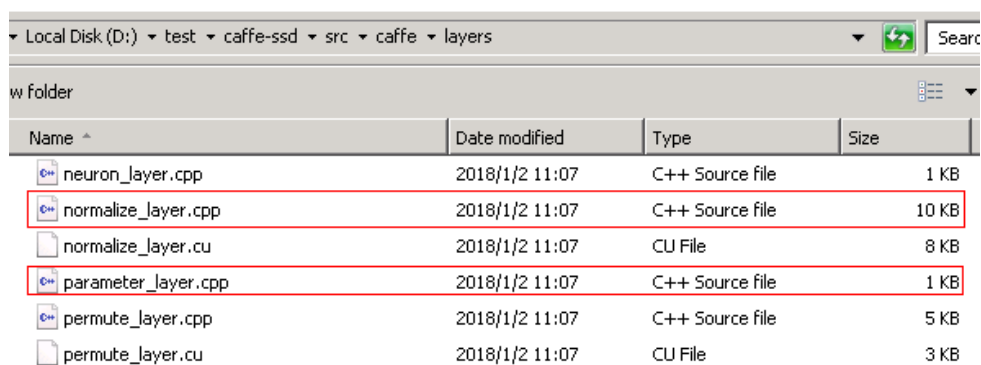 Local Disk (D:) test caffe-ssd src caffe layers Searc
w folder
Name Date modified Type Size
neuron_layer.cpp 2018/1/2 11:07 C++ Source file 1 KB
normalize_layer.cpp 2018/1/2 11:07 C++ Source file 10 KB
normalize_layer.cu 2018/1/2 11:07 CU File 8 KB
parameter_layer.cpp 2018/1/2 11:07 C++ Source file 1 KB
permute_layer.cpp 2018/1/2 11:07 C++ Source file 5 KB
permute_layer.cu 2018/1/2 11:07 CU File 3 KB